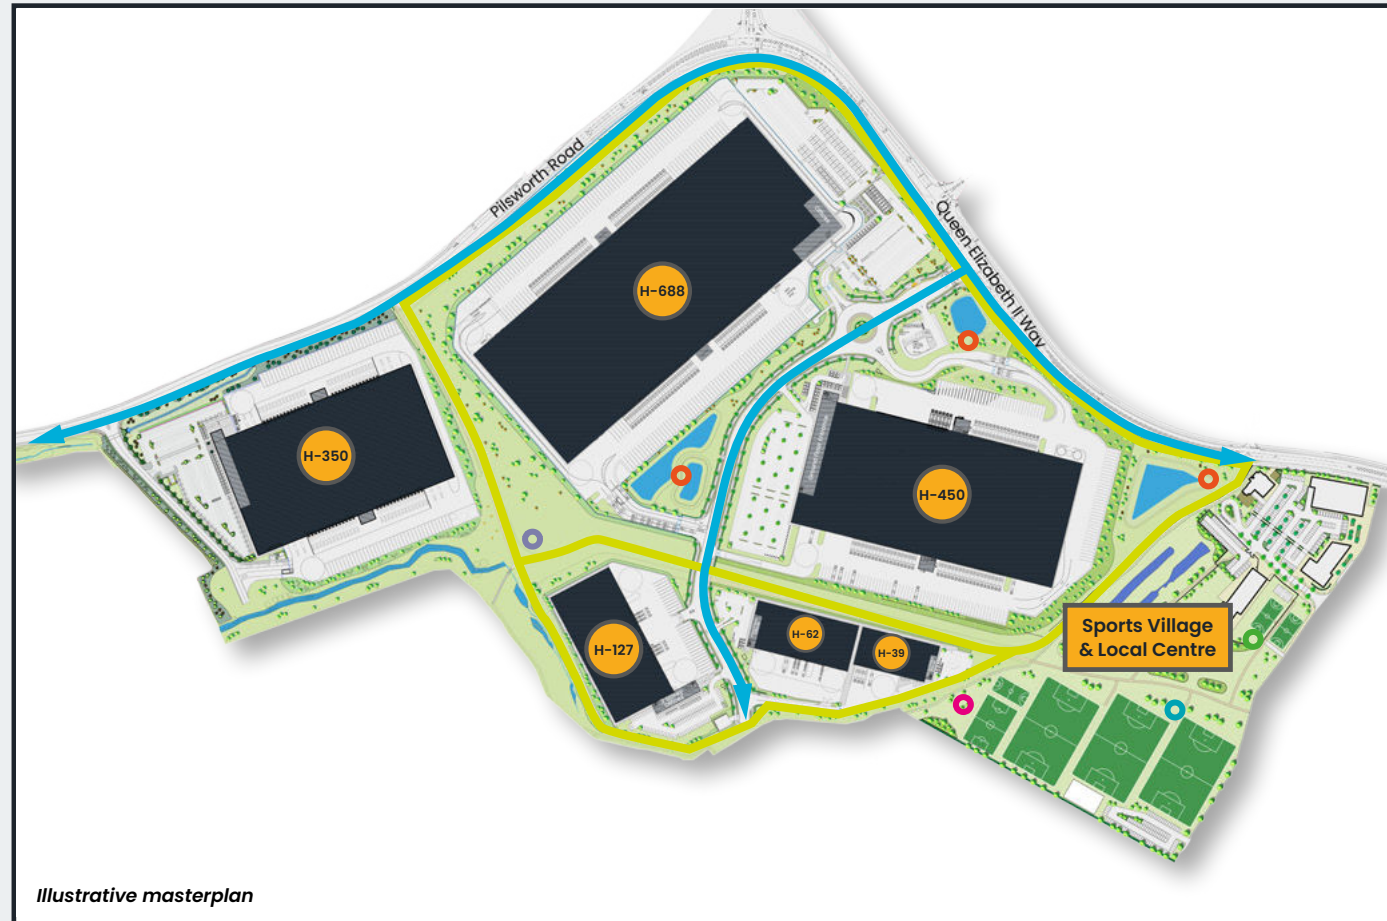 Pilsworth Road
Queen Elizabeth II Way
H-688
H-350
H-450
H-127
H-62
H-39
Sports Village
& Local Centre
Illustrative masterplan